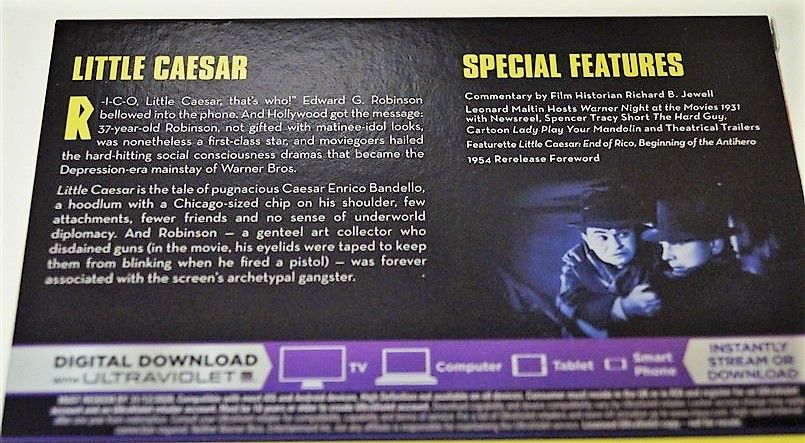 LITTLE CAESAR
R-I-C-O, Little Caesar, that's who!" Edward G. Robinson
bellowed into the phone. And Hollywood got the message:
37-year-old Robinson, not gifted with matinee-idol looks,
was nonetheless a first-class star, and moviegoers hailed
the hard-hitting social consciousness dramas that became the
Depression-era mainstay of Warner Bros.
Little Caesar is the tale of pugnacious Caesar Enrico Bandello,
a hoodlum with a Chicago-sized chip on his shoulder, few
attachments, fewer friends and no sense of underworld
diplomacy. And Robinson — a genteel art collector who
disdained guns (in the movie, his eyelids were taped to keep
them from blinking when he fired a pistol) — was forever
associated with the screen's archetypal gangster.
SPECIAL FEATURES
Commentary by Film Historian Richard B. Jewell
Leonard Maltin Hosts Warner Night at the Movies 1931
with Newsreel, Spencer Tracy Short The Hard Guy,
Cartoon Lady Play Your Mandolin and Theatrical Trailers
Featurette Little Caesar: End of Rico, Beginning of the Antihero
1954 Rerelease Foreword
DIGITAL DOWNLOAD
WITH ULTRAVIOLET
TV
Computer
Tablet
Smart
Phone
INSTANTLY
STREAM OR
DOWNLOAD